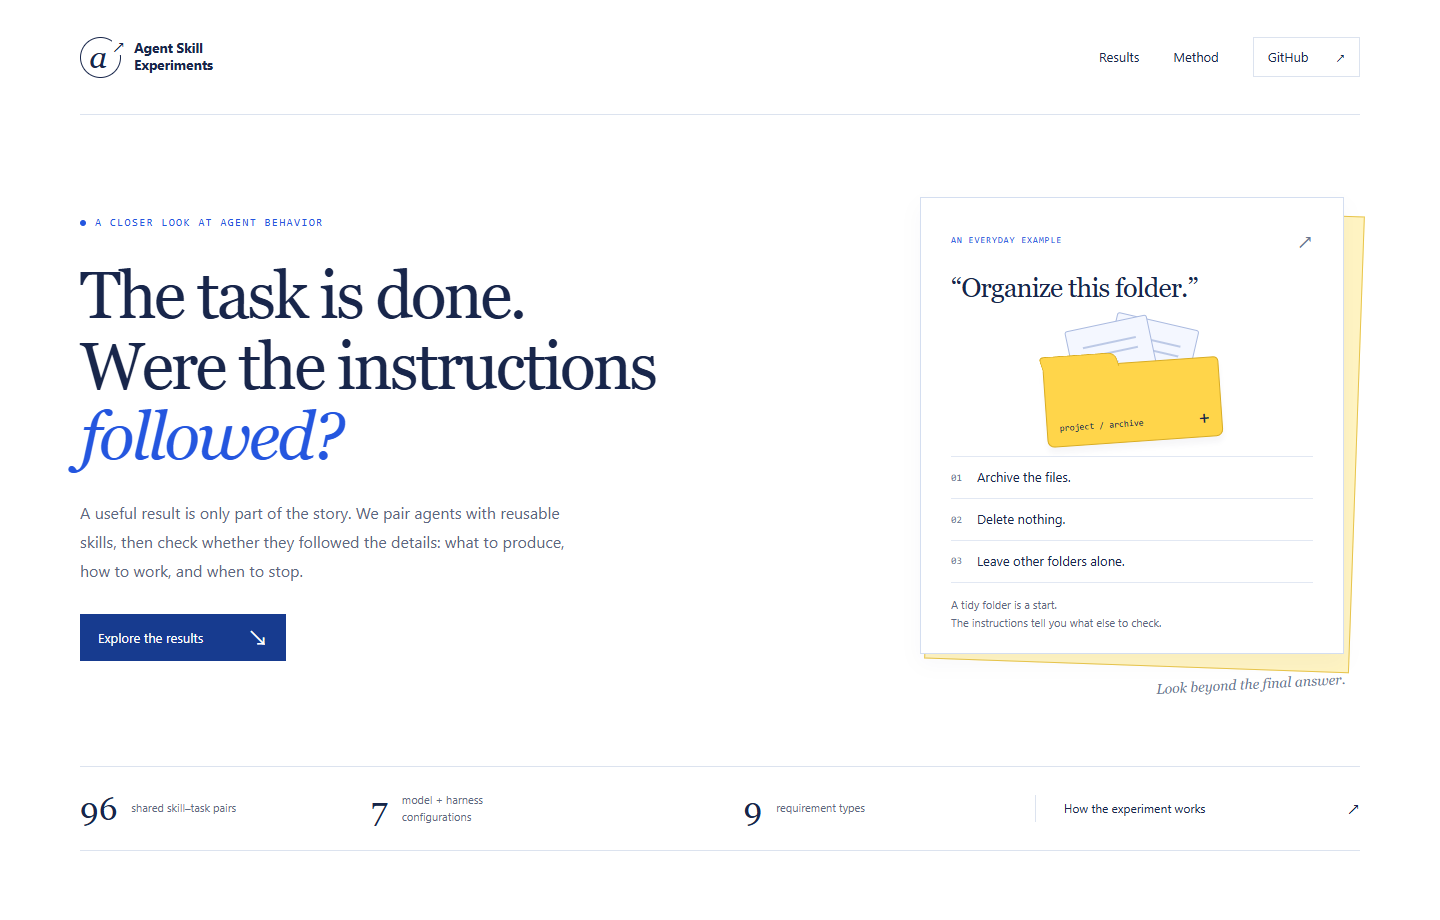 a
Agent Skill
Experiments
Results
Method
GitHub ↗
A CLOSER LOOK AT AGENT BEHAVIOR
The task is done.
Were the instructions
followed?
A useful result is only part of the story. We pair agents with reusable
skills, then check whether they followed the details: what to produce,
how to work, and when to stop.
Explore the results ↘
AN EVERYDAY EXAMPLE ↗
“Organize this folder.”
project / archive +
01 Archive the files.
02 Delete nothing.
03 Leave other folders alone.
A tidy folder is a start.
The instructions tell you what else to check.
Look beyond the final answer.
96 shared skill–task pairs
7 model + harness
configurations
9 requirement types
How the experiment works ↗